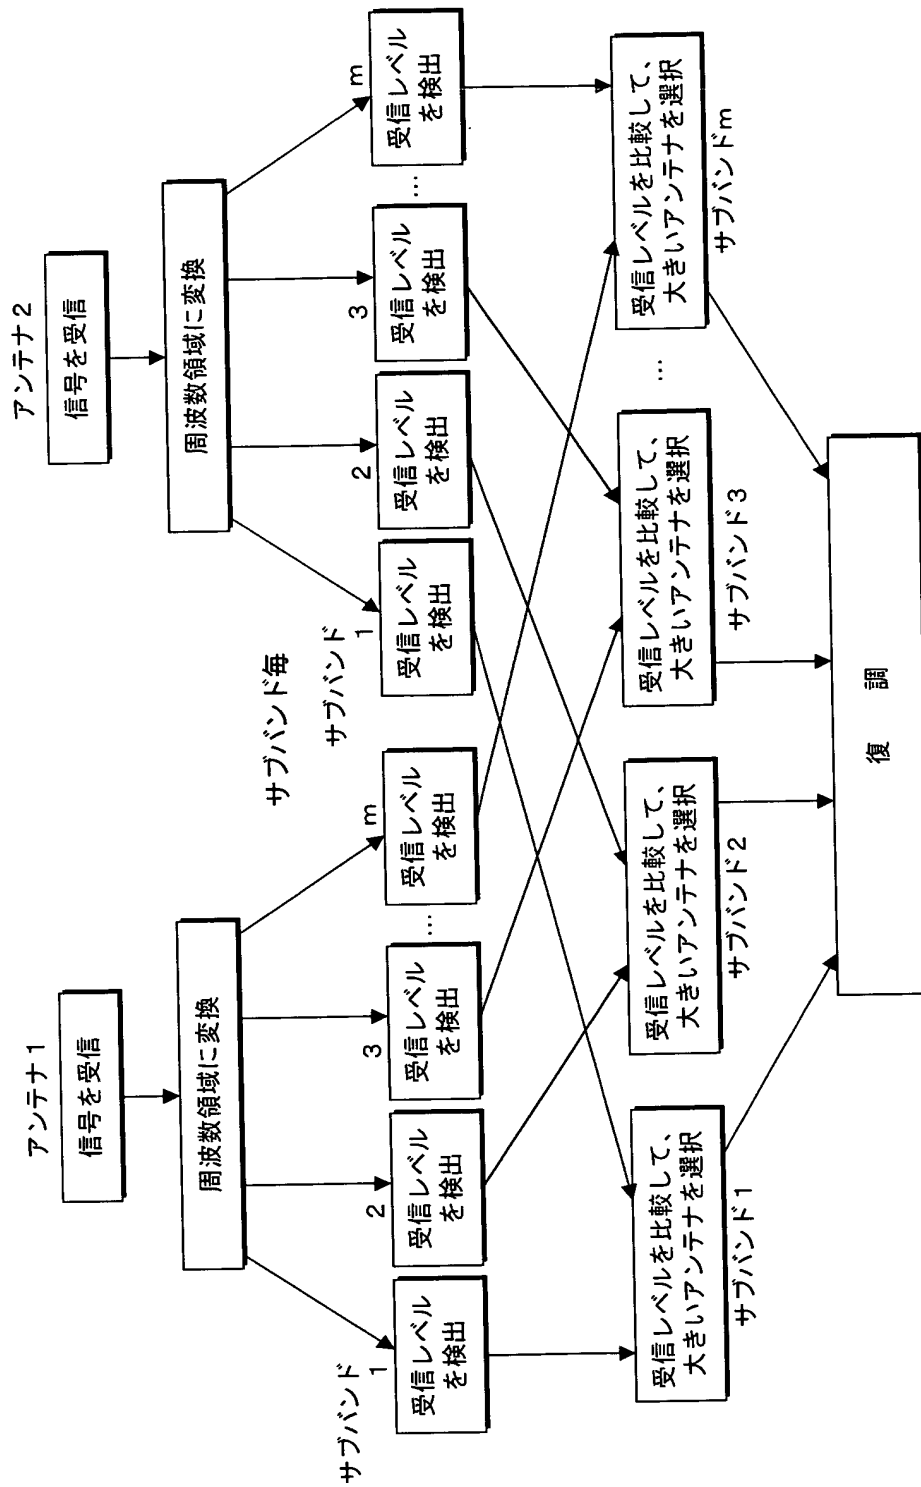 アンテナ1
信号を受信
周波数領域に変換
サブバンド
1
受信レベル
を検出
2
受信レベル
を検出
3
受信レベル
を検出
…
m
受信レベル
を検出
アンテナ2
信号を受信
周波数領域に変換
サブバンド毎
サブバンド
1
受信レベル
を検出
2
受信レベル
を検出
3
受信レベル
を検出
…
m
受信レベル
を検出
受信レベルを比較して、
大きいアンテナを選択
サブバンド1
受信レベルを比較して、
大きいアンテナを選択
サブバンド2
受信レベルを比較して、
大きいアンテナを選択
サブバンド3
…
受信レベルを比較して、
大きいアンテナを選択
サブバンドm
復 調